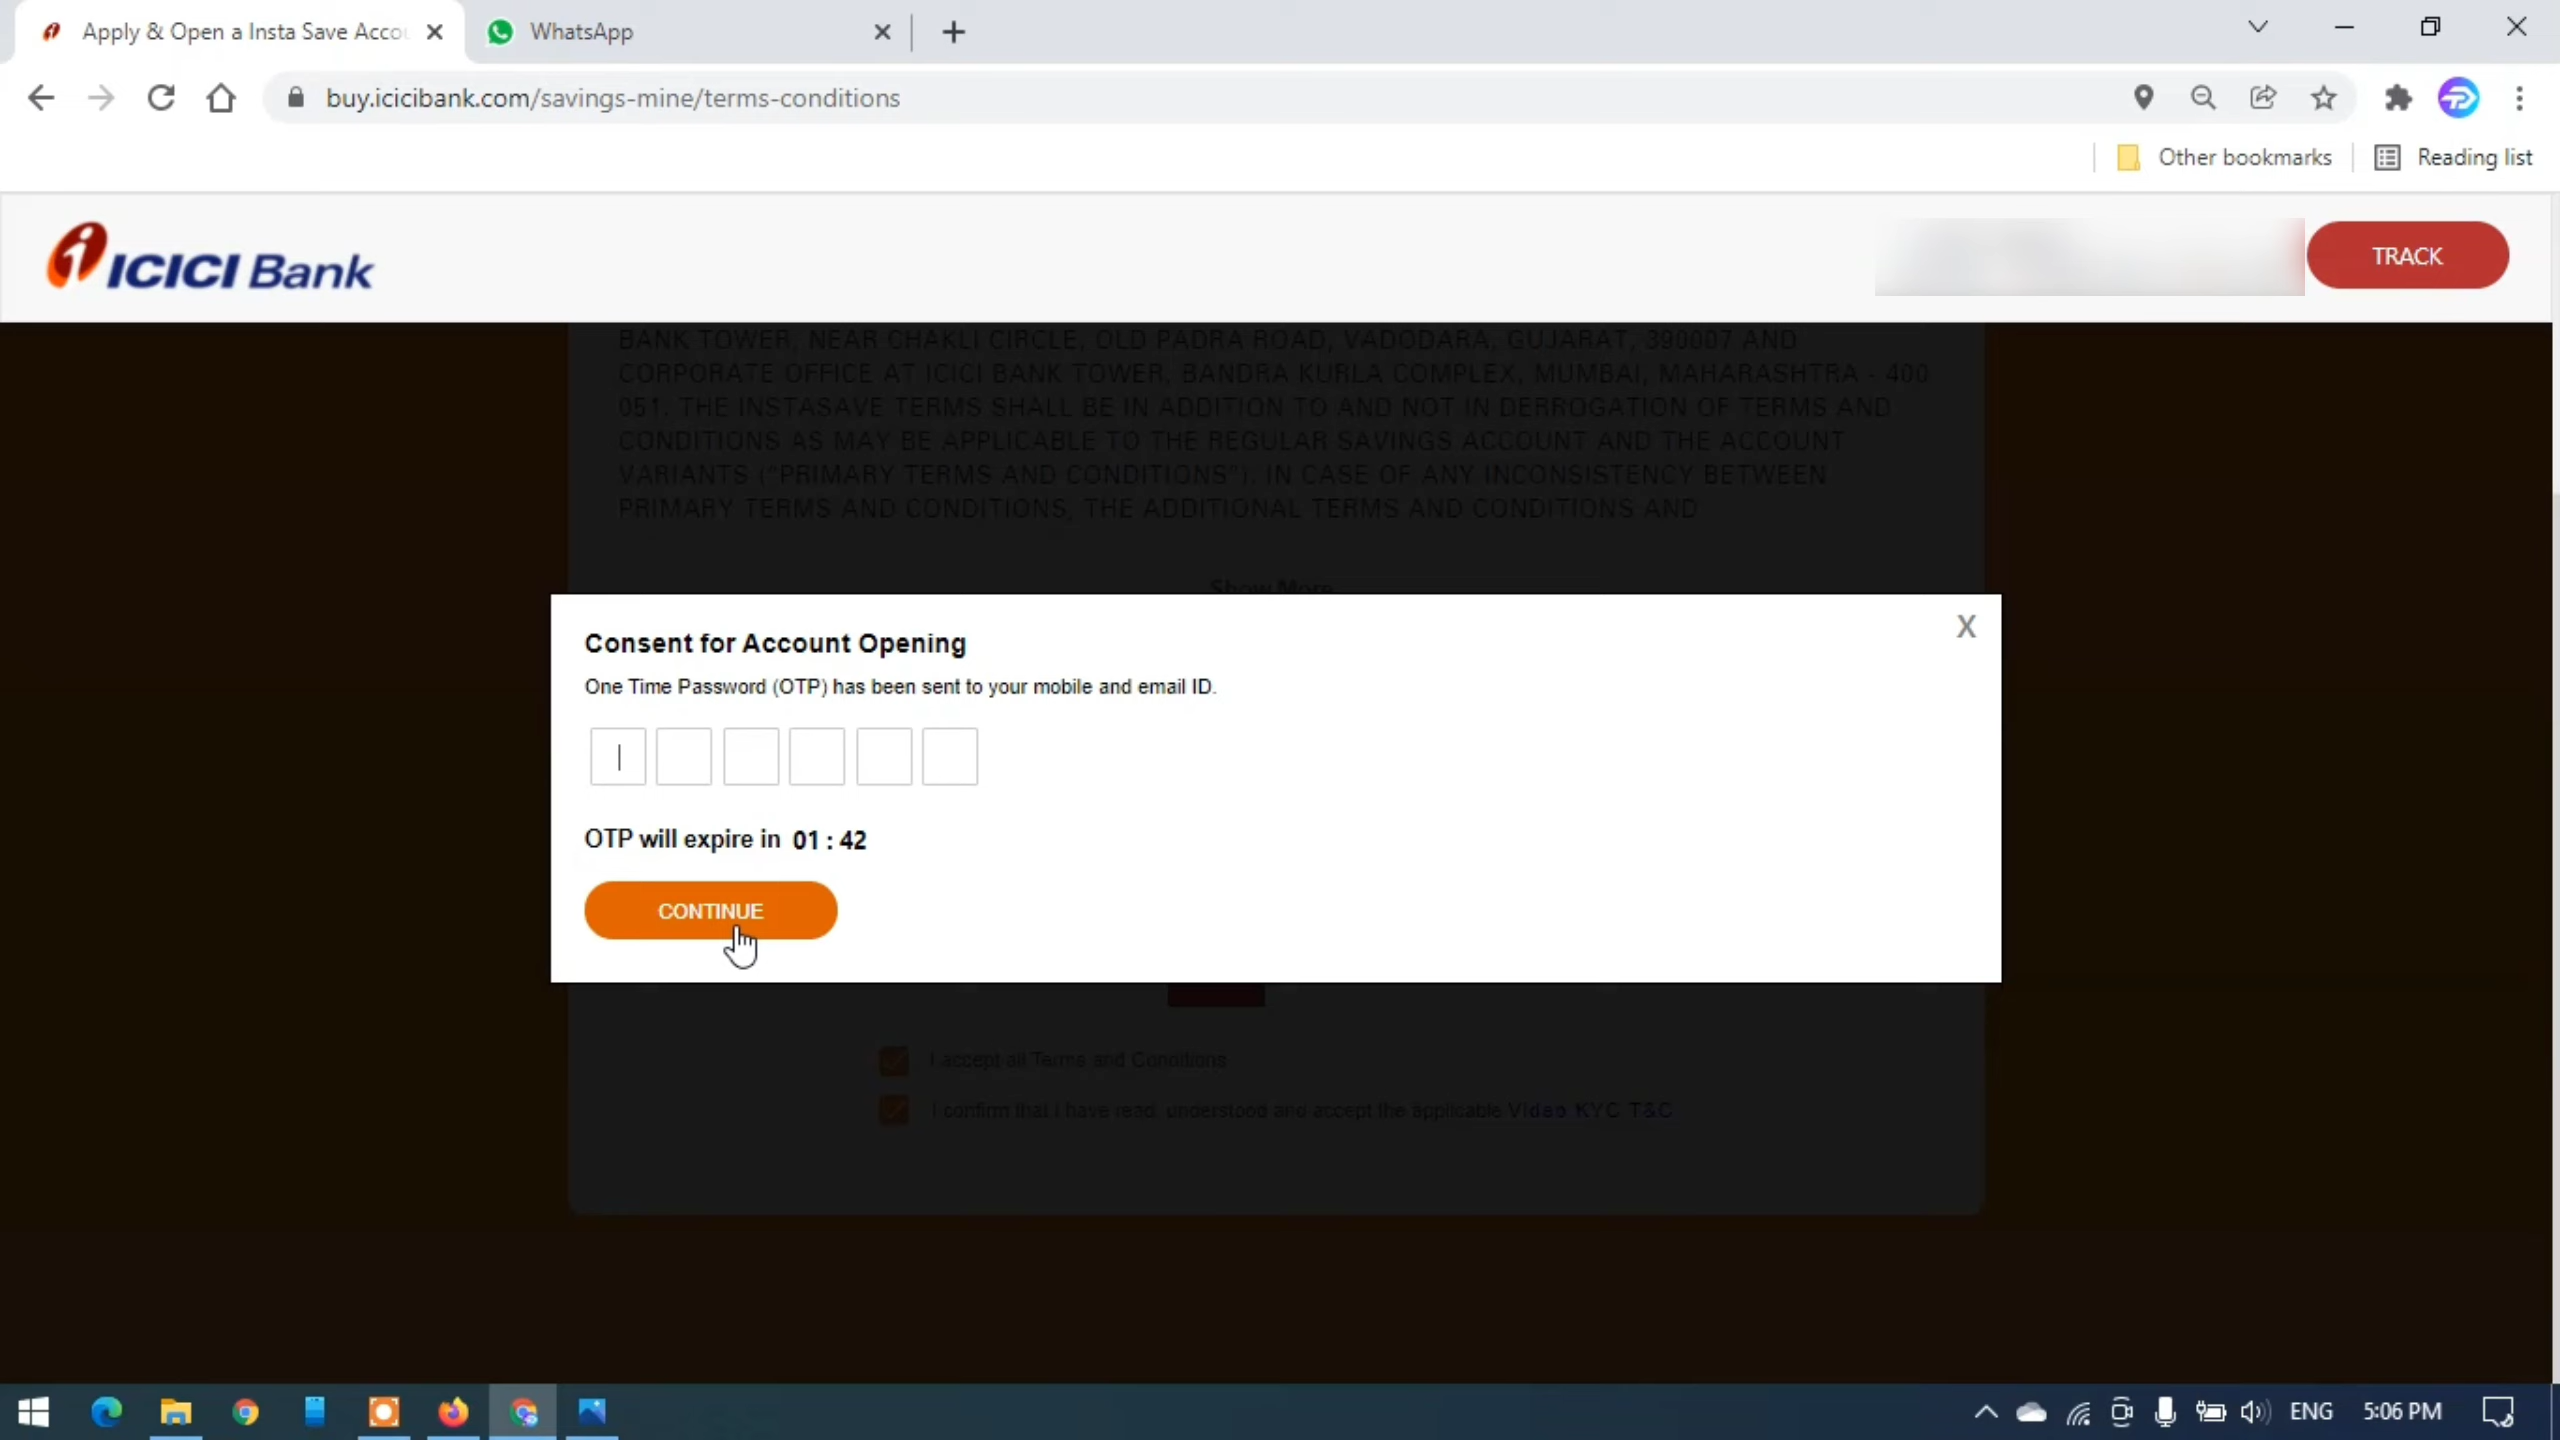 Apply & Open a Insta Save Acco
WhatsApp
buy.icicibank.com/savings-mine/terms-conditions
Other bookmarks
Reading list
ICICI Bank
TRACK
BANK TOWER, NEAR CHAKLI CIRCLE, OLD PADRA ROAD, VADODARA, GUJARAT, 390007 AND
CORPORATE OFFICE AT ICICI BANK TOWER, BANDRA KURLA COMPLEX, MUMBAI, MAHARASHTRA - 400
051. THE INSTASAVE TERMS SHALL BE IN ADDITION TO AND NOT IN DERROGATION OF TERMS AND
CONDITIONS AS MAY BE APPLICABLE TO THE REGULAR SAVINGS ACCOUNT AND THE ACCOUNT
VARIANTS ("PRIMARY TERMS AND CONDITIONS"). IN CASE OF ANY INCONSISTENCY BETWEEN
PRIMARY TERMS AND CONDITIONS, THE ADDITIONAL TERMS AND CONDITIONS AND
Show More
Consent for Account Opening
X
One Time Password (OTP) has been sent to your mobile and email ID.
OTP will expire in 01 : 42
CONTINUE
I accept all Terms and Conditions
I confirm that I have read, understood and accept the applicable Video KYC T&C
ENG
5:06 PM